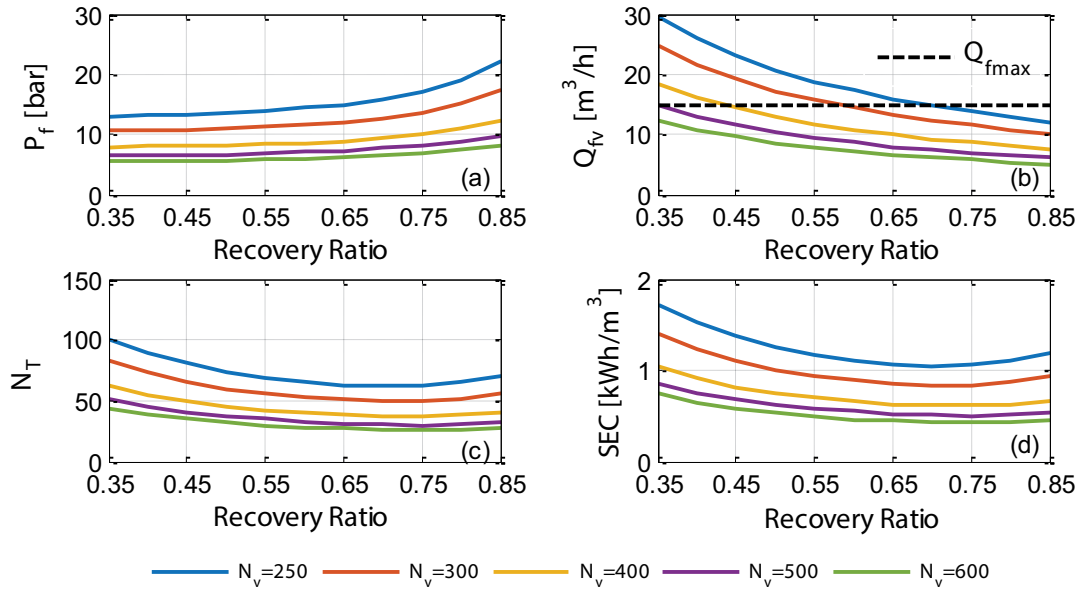 30
20
10
0
P_f [bar]
(a)
0.35 0.45 0.55 0.65 0.75 0.85
Recovery Ratio
30
20
10
0
Q_fv [m^3/h]
Q_fmax
(b)
0.35 0.45 0.55 0.65 0.75 0.85
Recovery Ratio
150
100
50
0
N_T
(c)
0.35 0.45 0.55 0.65 0.75 0.85
Recovery Ratio
2
1
0
SEC [kWh/m^3]
(d)
0.35 0.45 0.55 0.65 0.75 0.85
Recovery Ratio
N_v=250 N_v=300 N_v=400 N_v=500 N_v=600